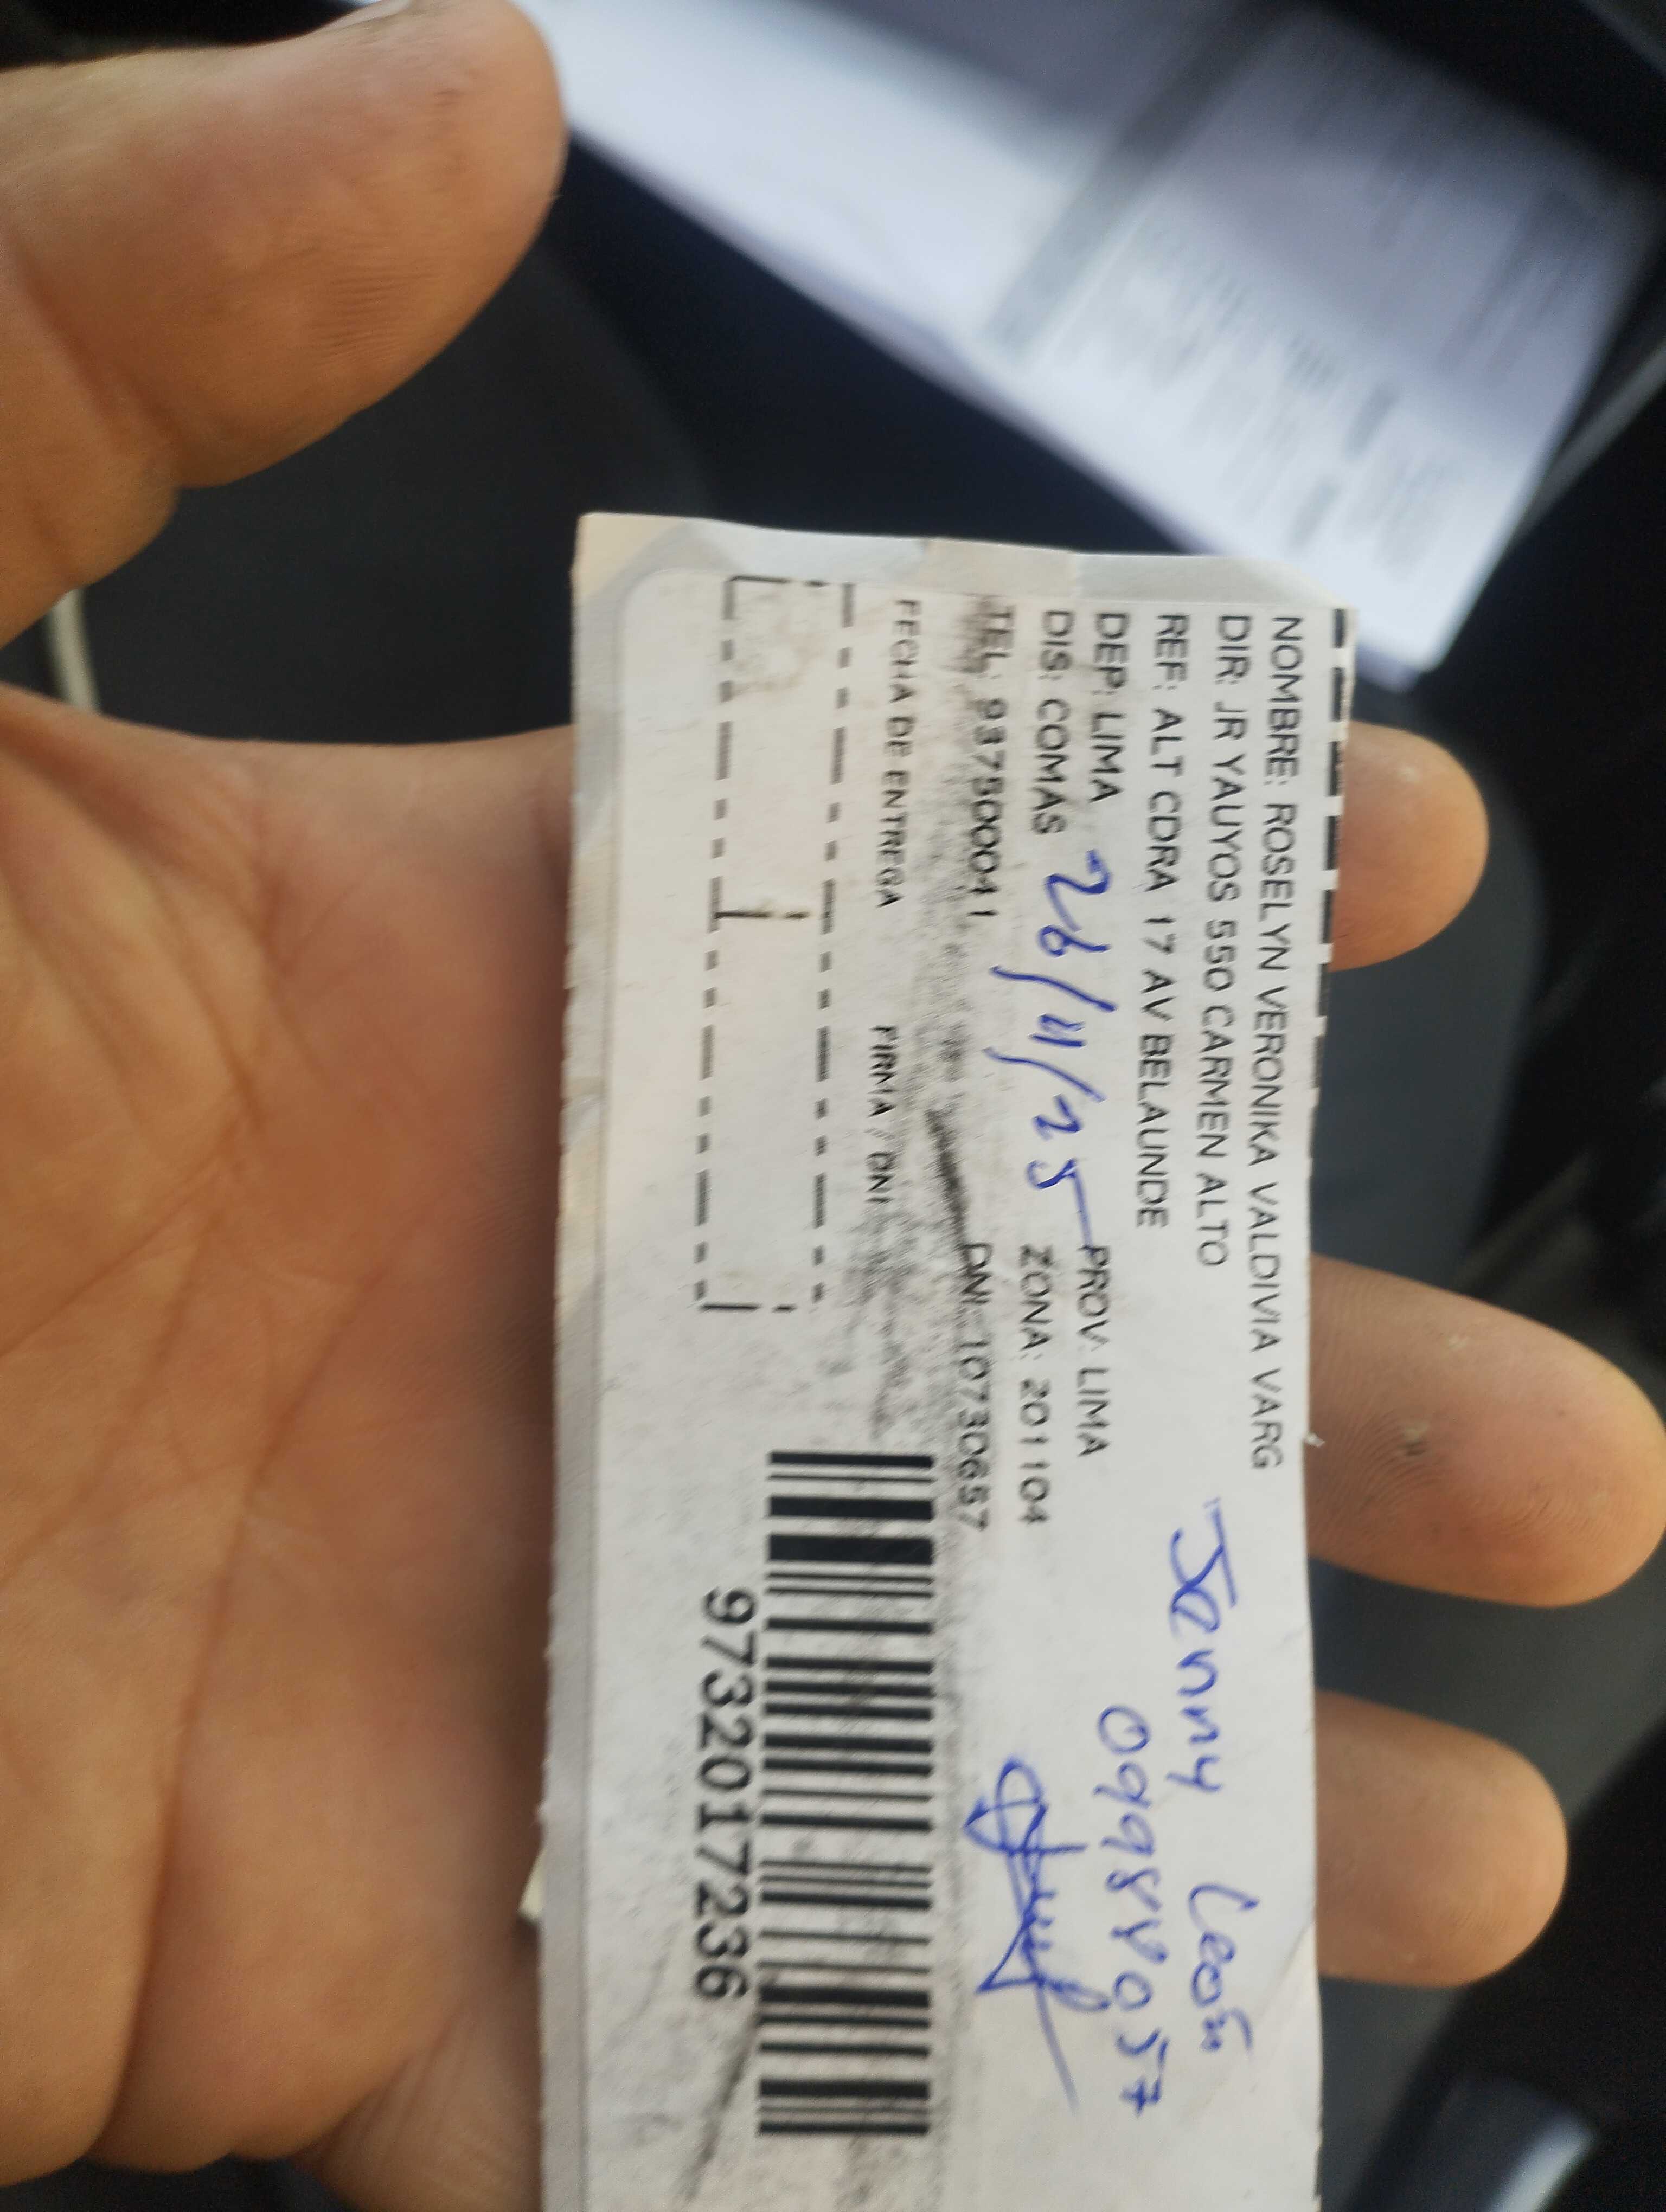 NOMBRE: ROSELYN VERONIKA VALDIVIA VARG
DIR: JR YAUYOS 550 CARMEN ALTO
REF: ALT CDRA 17 AV BELAUNDE
DEP: LIMA PROV: LIMA
DIS: COMAS ZONA: 201104
26/11/25
TEL: 937500041 DNI: 10730657
Jenny León
09988057
FECHA DE ENTREGA FIRMA / DNI
9732017236